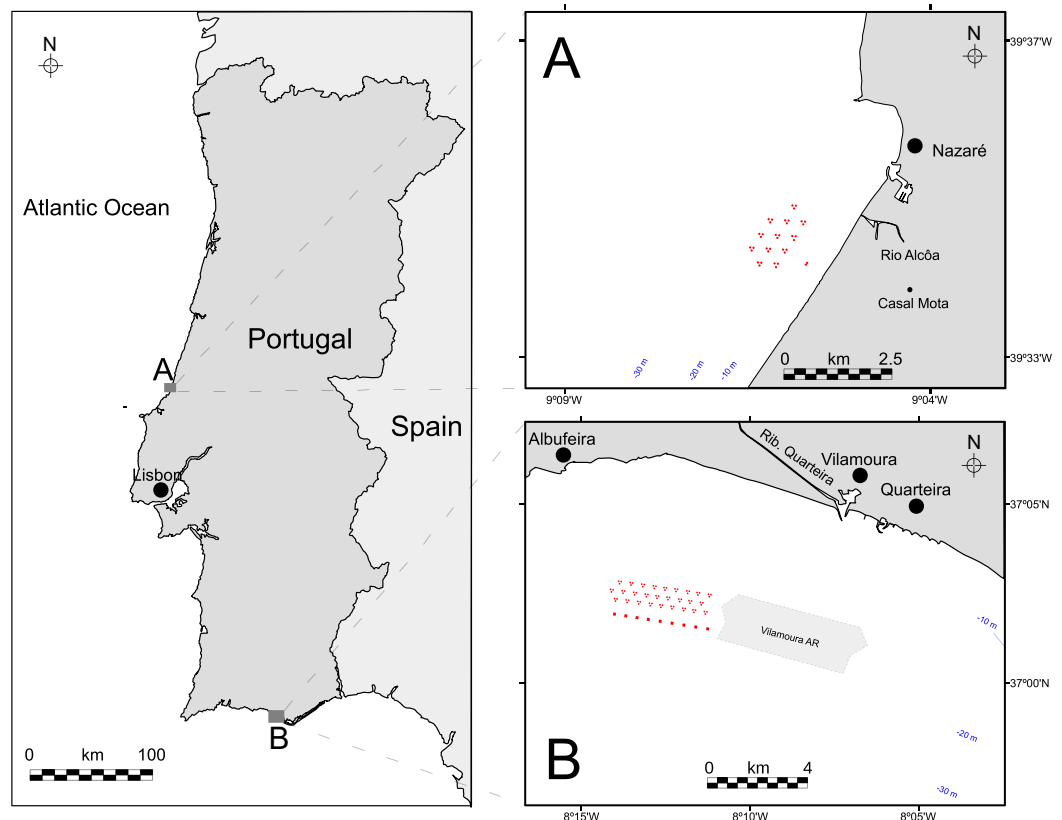 N
Atlantic Ocean
Portugal
A
Spain
Lisbon
B
0 km 100
A
N
39º37'W
Nazaré
Rio Alcôa
Casal Mota
0 km 2.5
39º33'W
-30 m
-20 m
-10 m
9º09'W
9º04'W
Albufeira
Rib. Quarteira
Vilamoura
N
Quarteira
37º05'N
Vilamoura AR
-10 m
37º00'N
-20 m
B
0 km 4
-30 m
8º15'W
8º10'W
8º05'W